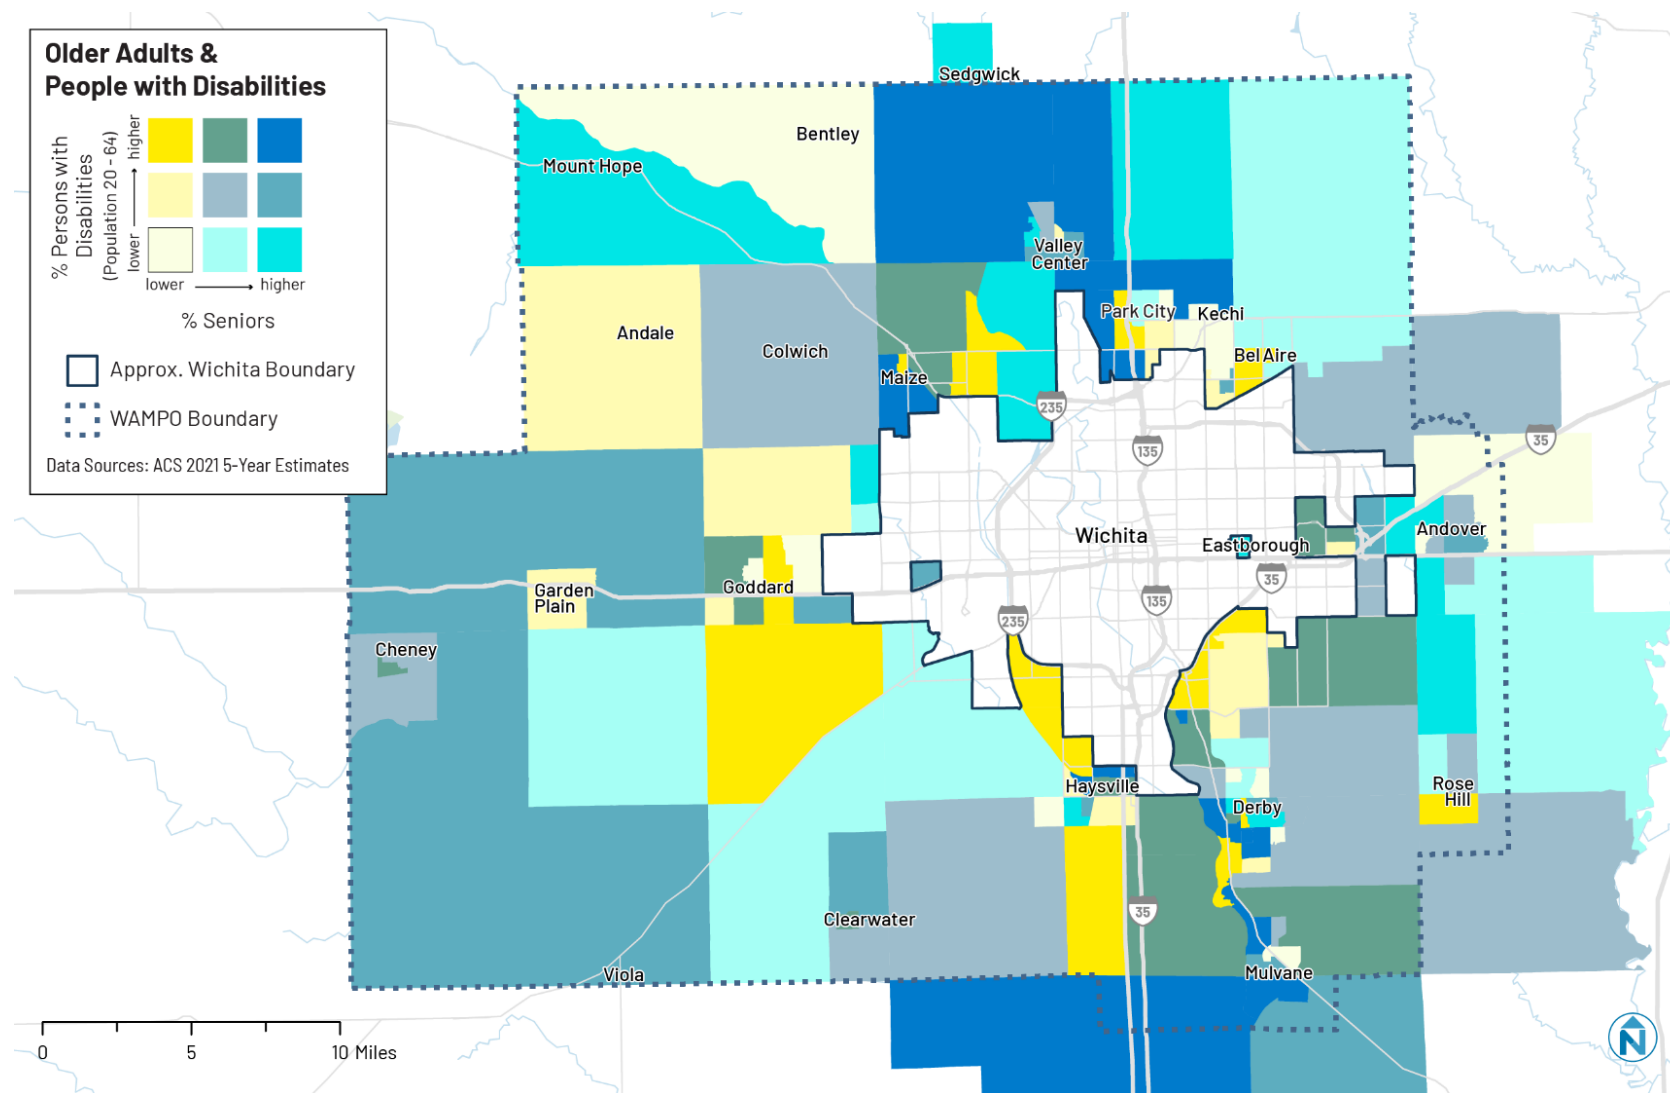 Older Adults &
People with Disabilities
% Persons with
Disabilities
(Population 20 - 64)
lower
higher
lower
higher
% Seniors
Approx. Wichita Boundary
WAMPO Boundary
Data Sources: ACS 2021 5-Year Estimates
Sedgwick
Bentley
Mount Hope
Valley
Center
Park City
Kechi
Andale
Colwich
Bel Aire
Maize
235
135
35
Wichita
Eastborough
Andover
35
Garden
Plain
Goddard
135
235
Cheney
Haysville
Derby
Rose
Hill
Clearwater
35
Viola
Mulvane
0
5
10 Miles
N